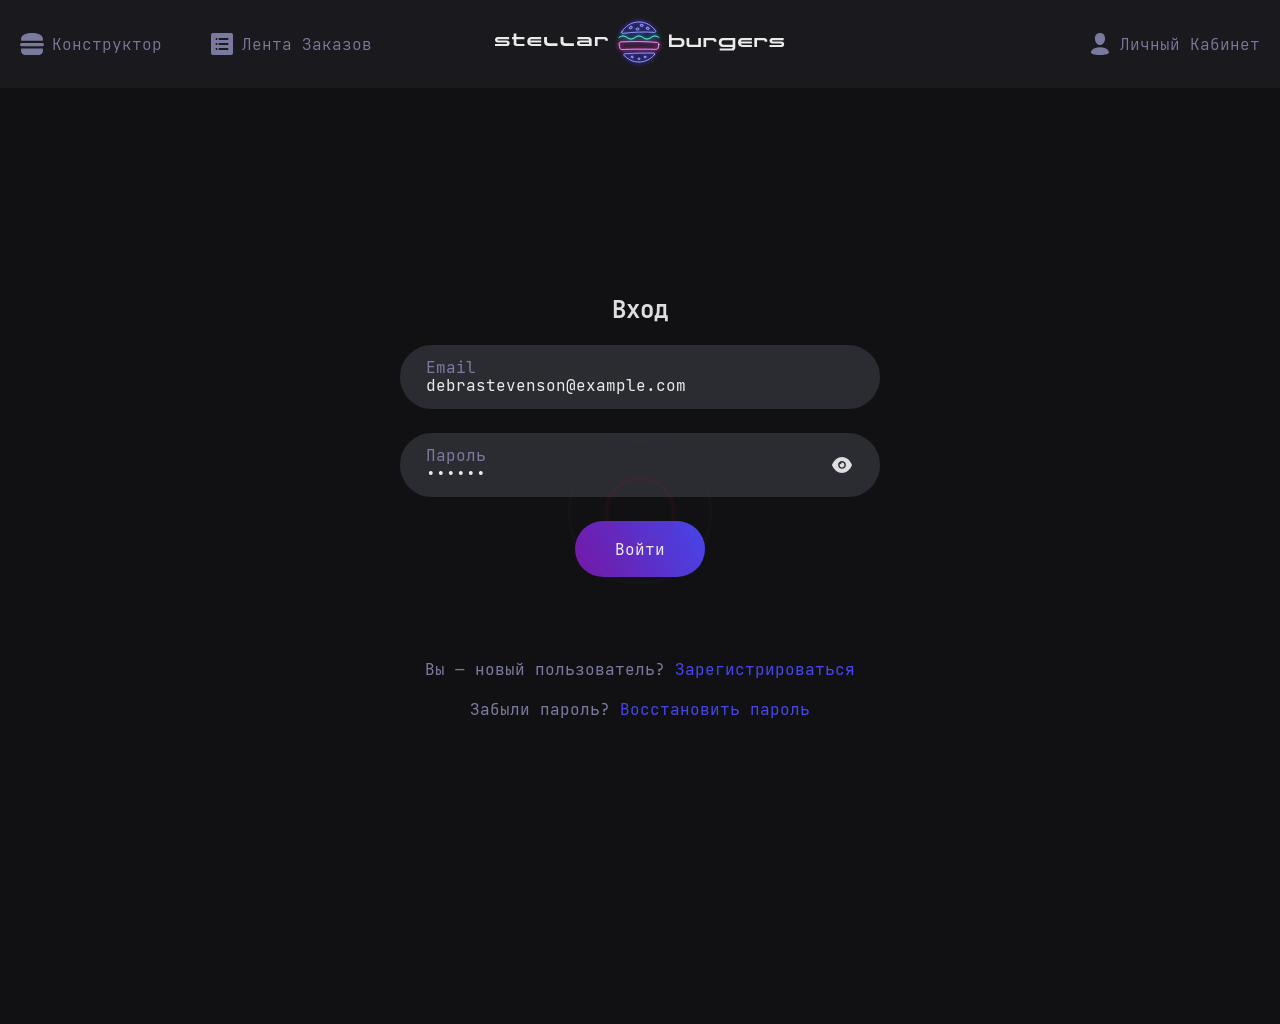 Конструктор
Лента Заказов
stellar burgers
Личный Кабинет
Вход
Email
debrastevenson@example.com
Пароль
••••••
Войти
Вы — новый пользователь? Зарегистрироваться
Забыли пароль? Восстановить пароль